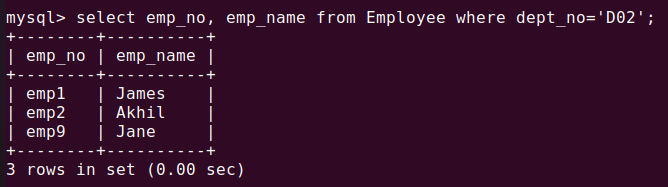 mysql> select emp_no, emp_name from Employee where dept_no='D02';
+--------+----------+
| emp_no | emp_name |
+--------+----------+
| emp1   | James    |
| emp2   | Akhil    |
| emp9   | Jane     |
+--------+----------+
3 rows in set (0.00 sec)